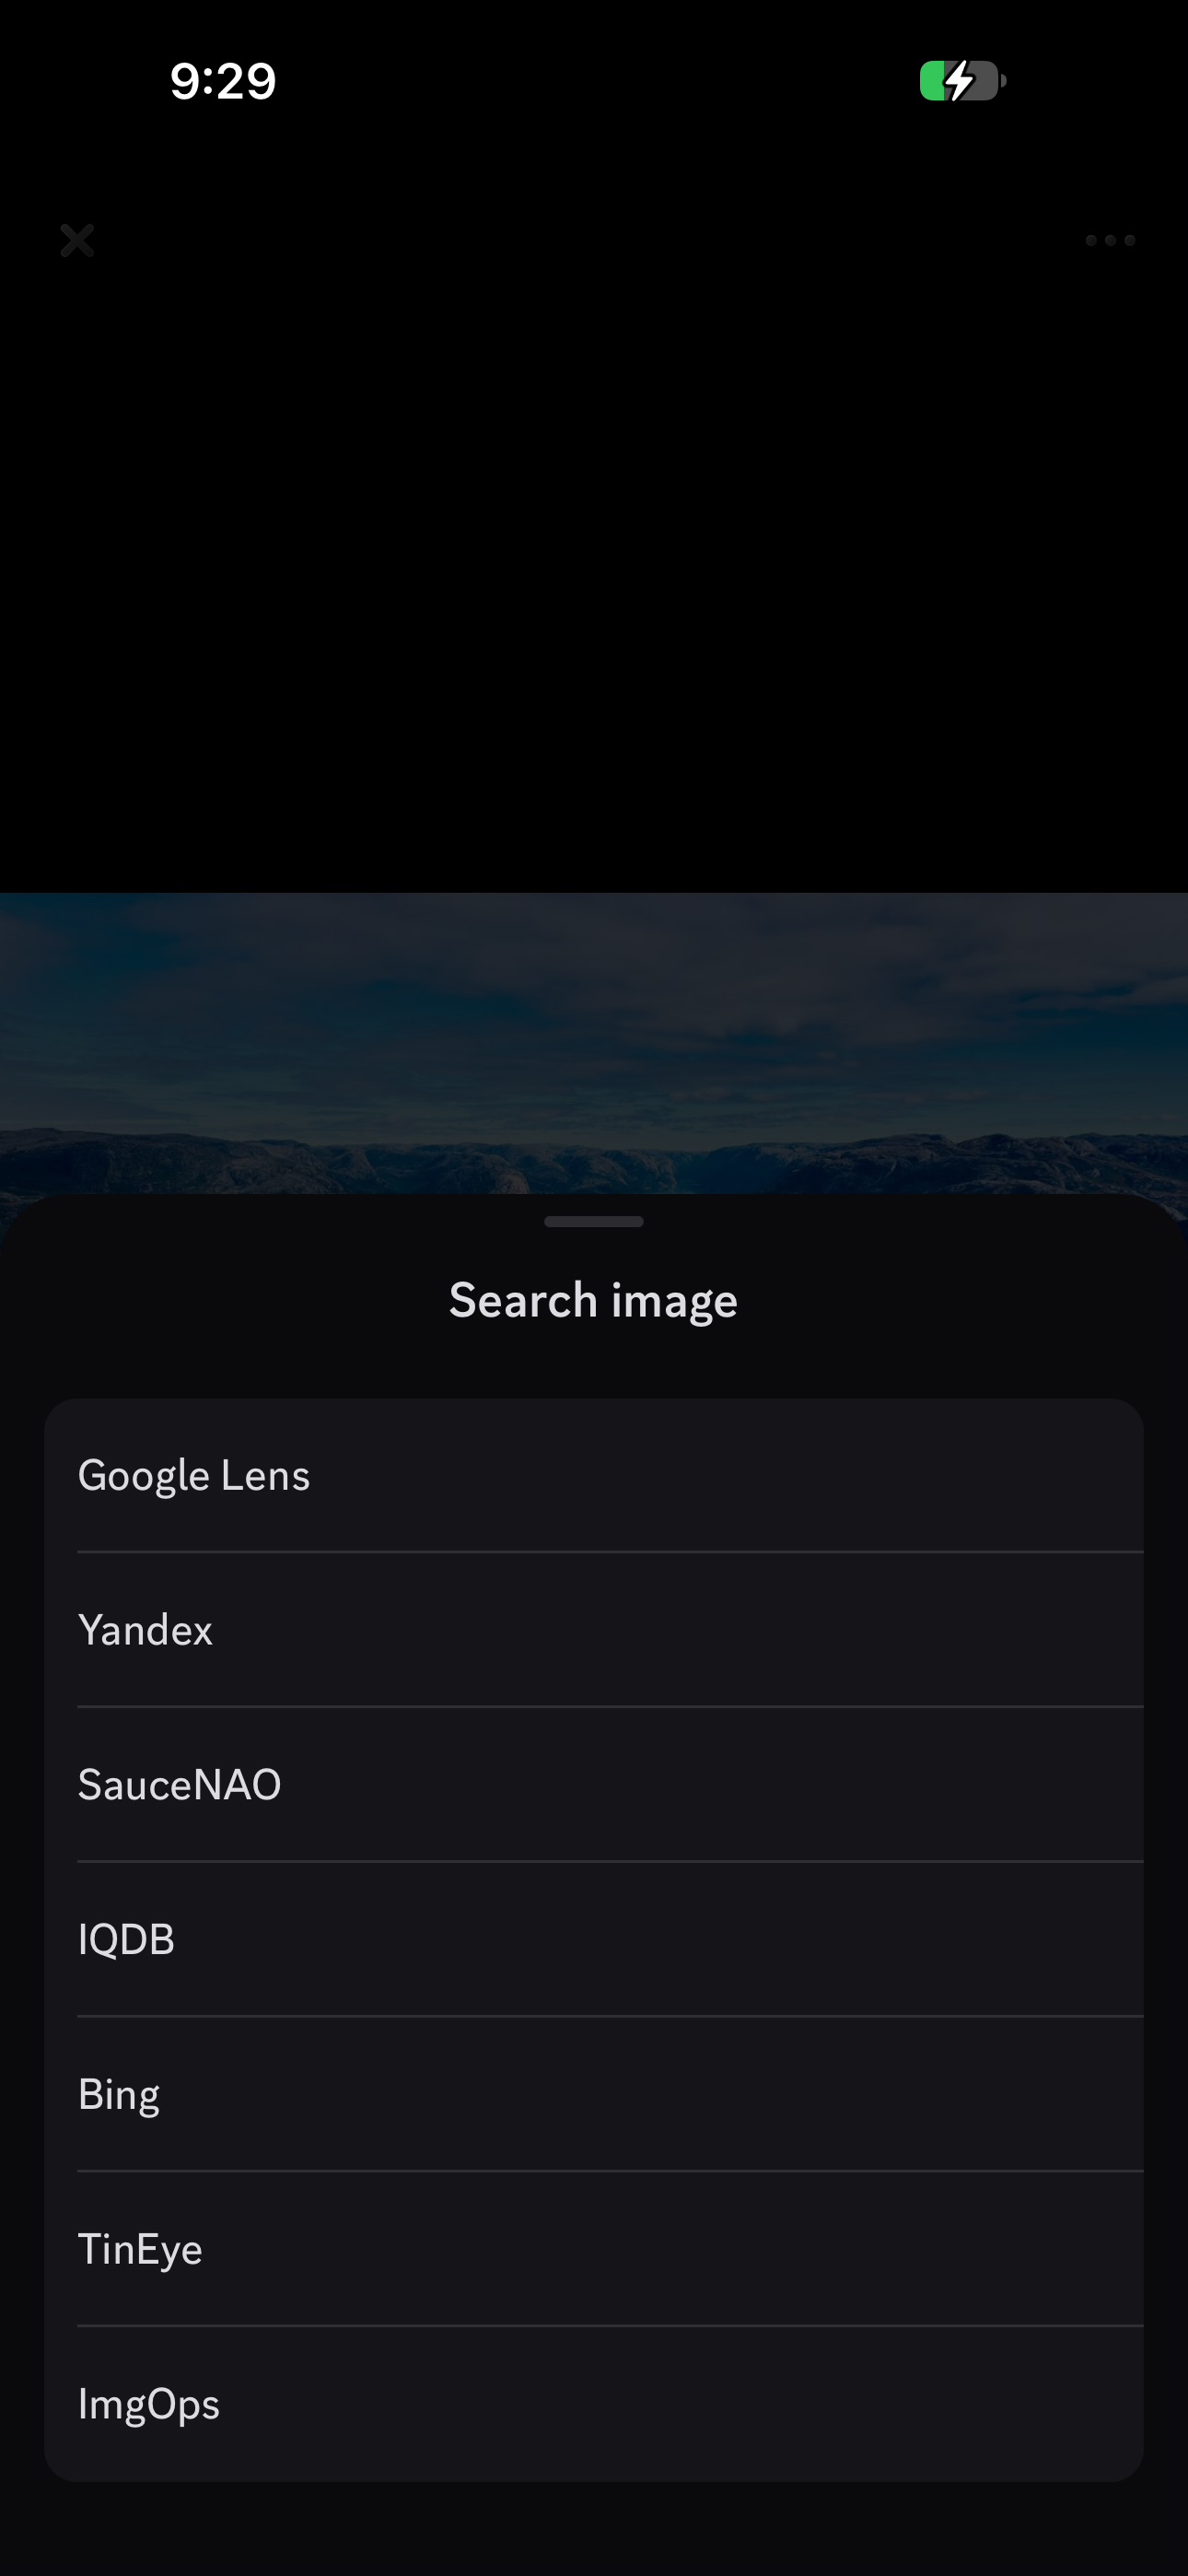 9:29
Search image
Google Lens
Yandex
SauceNAO
IQDB
Bing
TinEye
ImgOps